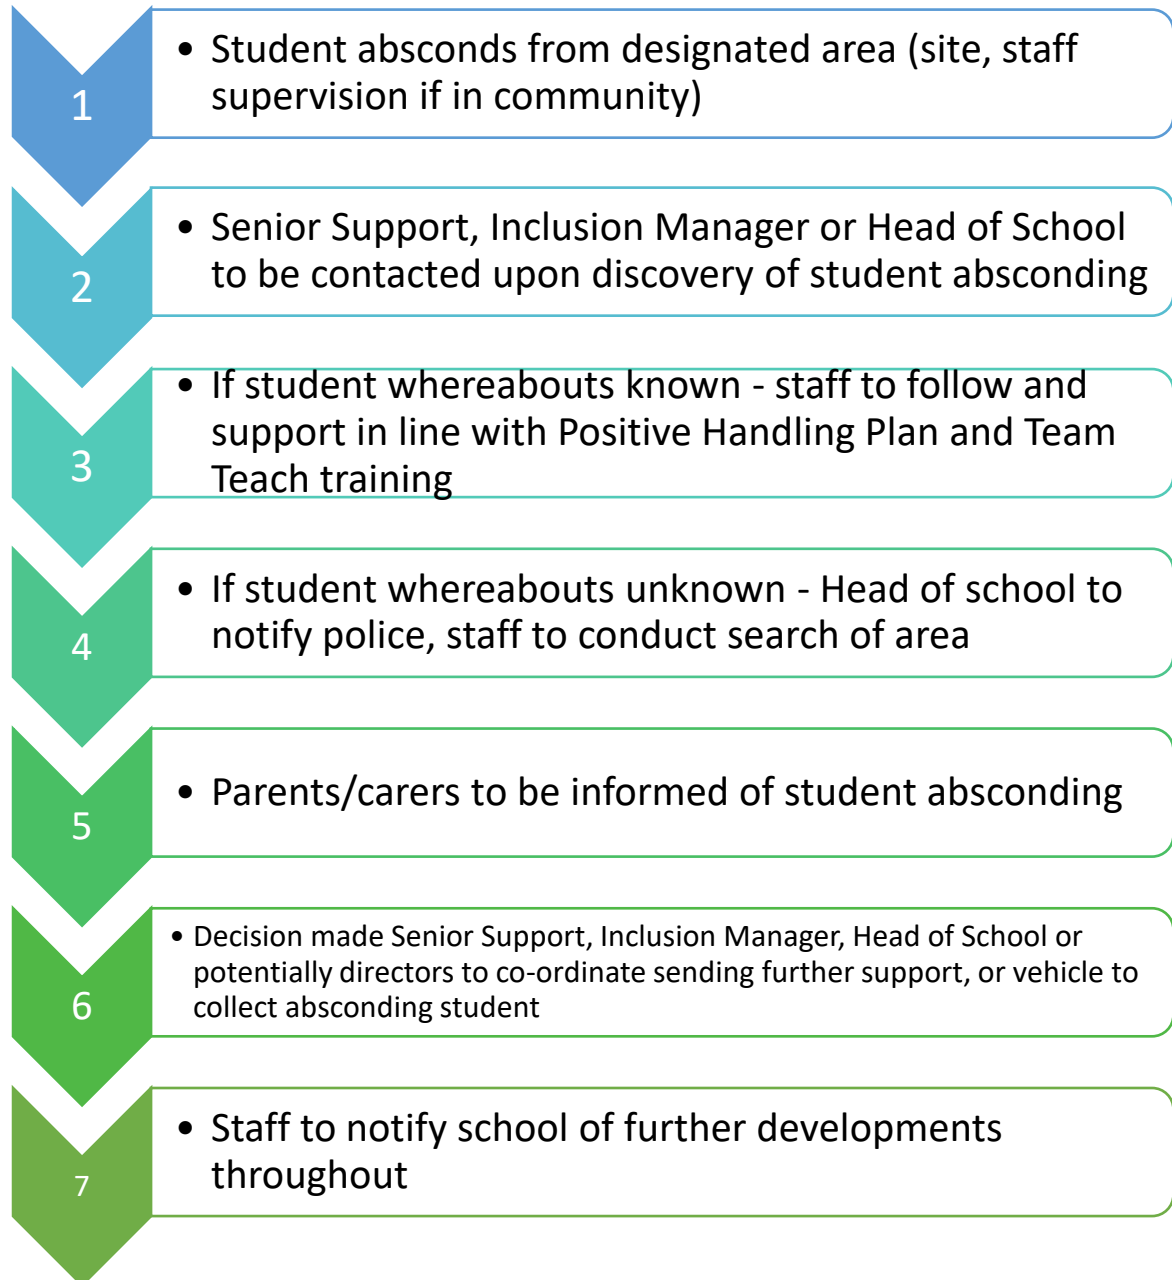 1
• Student absconds from designated area (site, staff
supervision if in community)
2
• Senior Support, Inclusion Manager or Head of School
to be contacted upon discovery of student absconding
3
• If student whereabouts known - staff to follow and
support in line with Positive Handling Plan and Team
Teach training
4
• If student whereabouts unknown - Head of school to
notify police, staff to conduct search of area
5
• Parents/carers to be informed of student absconding
6
• Decision made Senior Support, Inclusion Manager, Head of School or
potentially directors to co-ordinate sending further support, or vehicle to
collect absconding student
7
• Staff to notify school of further developments
throughout